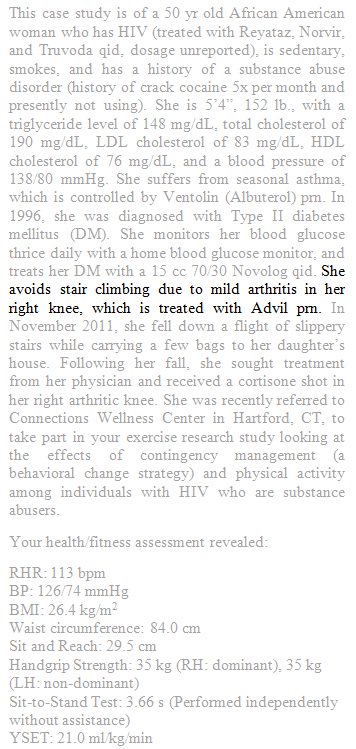 This case study is of a 50 yr old African American
woman who has HIV (treated with Reyataz, Norvir,
and Truvoda qid, dosage unreported), is sedentary,
smokes, and has a history of a substance abuse
disorder (history of crack cocaine 5x per month and
presently not using). She is 5'4", 152 lb., with a
triglyceride level of 148 mg/dL, total cholesterol of
190 mg/dL, LDL cholesterol of 83 mg/dL, HDL
cholesterol of 76 mg/dL, and a blood pressure of
138/80 mmHg. She suffers from seasonal asthma,
which is controlled by Ventolin (Albuterol) prn. In
1996, she was diagnosed with Type II diabetes
mellitus (DM). She monitors her blood glucose
thrice daily with a home blood glucose monitor, and
treats her DM with a 15 cc 70/30 Novolog qid. She
avoids stair climbing due to mild arthritis in her
right knee, which is treated with Advil prn. In
November 2011, she fell down a flight of slippery
stairs while carrying a few bags to her daughter's
house. Following her fall, she sought treatment
from her physician and received a cortisone shot in
her right arthritic knee. She was recently referred to
Connections Wellness Center in Hartford, CT, to
take part in your exercise research study looking at
the effects of contingency management (a
behavioral change strategy) and physical activity
among individuals with HIV who are substance
abusers.
Your health/fitness assessment revealed:
RHR: 113 bpm
BP: 126/74 mmHg
BMI: 26.4 kg/m²
Waist circumference: 84.0 cm
Sit and Reach: 29.5 cm
Handgrip Strength: 35 kg (RH: dominant), 35 kg
(LH: non-dominant)
Sit-to-Stand Test: 3.66 s (Performed independently
without assistance)
YSET: 21.0 ml/kg/min